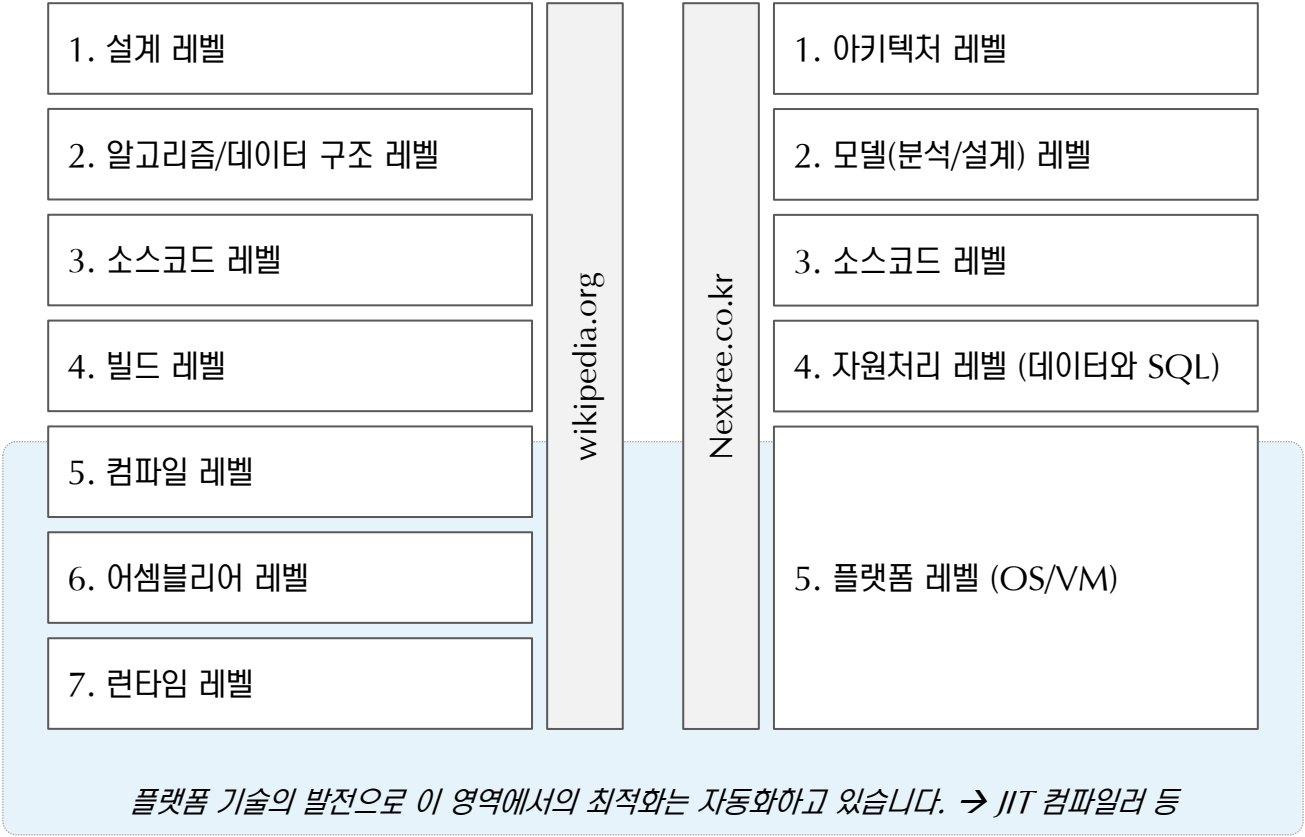 1. 설계 레벨
2. 알고리즘/데이터 구조 레벨
3. 소스코드 레벨
4. 빌드 레벨
5. 컴파일 레벨
6. 어셈블리어 레벨
7. 런타임 레벨
wikipedia.org
Nextree.co.kr
1. 아키텍처 레벨
2. 모델(분석/설계) 레벨
3. 소스코드 레벨
4. 자원처리 레벨 (데이터와 SQL)
5. 플랫폼 레벨 (OS/VM)
플랫폼 기술의 발전으로 이 영역에서의 최적화는 자동화하고 있습니다. → JIT 컴파일러 등